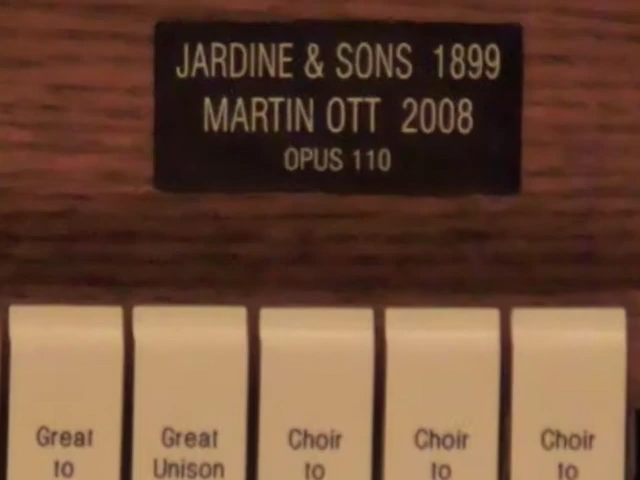 JARDINE & SONS 1899
MARTIN OTT 2008
OPUS 110
Great to
Great Unison
Choir to
Choir to
Choir to